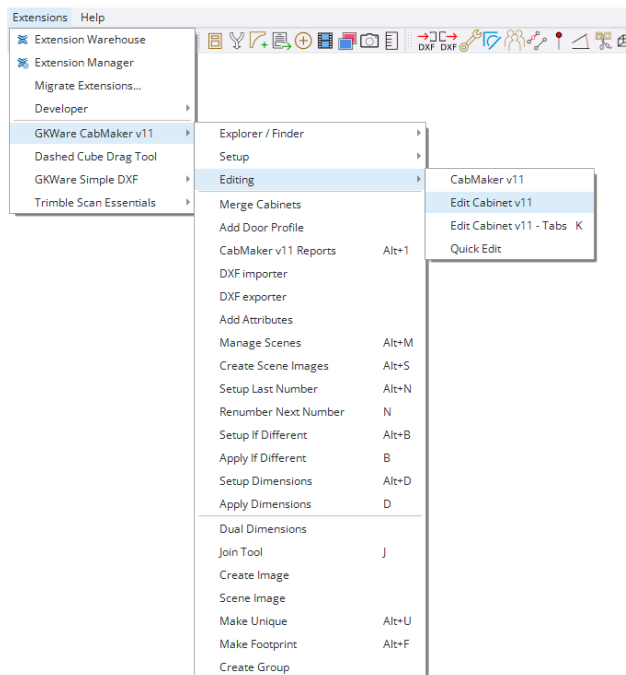 Extensions Help
DXF DXF
Extension Warehouse
Extension Manager
Migrate Extensions...
Developer
GKWare CabMaker v11
Dashed Cube Drag Tool
GKWare Simple DXF
Trimble Scan Essentials
Explorer / Finder
Setup
Editing
Merge Cabinets
Add Door Profile
CabMaker v11 Reports Alt+1
DXF importer
DXF exporter
Add Attributes
Manage Scenes Alt+M
Create Scene Images Alt+S
Setup Last Number Alt+N
Renumber Next Number N
Setup If Different Alt+B
Apply If Different B
Setup Dimensions Alt+D
Apply Dimensions D
Dual Dimensions
Join Tool J
Create Image
Scene Image
Make Unique Alt+U
Make Footprint Alt+F
Create Group
CabMaker v11
Edit Cabinet v11
Edit Cabinet v11 - Tabs K
Quick Edit